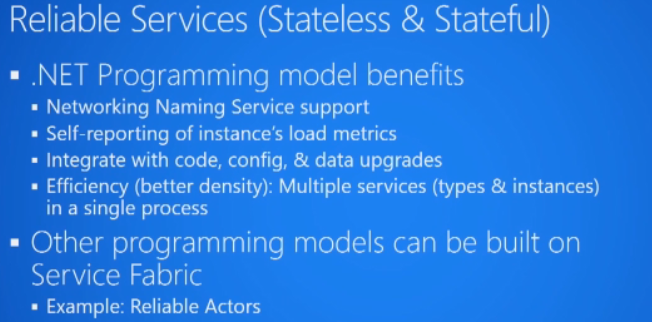 Reliable Services (Stateless & Stateful)
▪ .NET Programming model benefits
▪ Networking Naming Service support
▪ Self-reporting of instance's load metrics
▪ Integrate with code, config, & data upgrades
▪ Efficiency (better density): Multiple services (types & instances)
in a single process
▪ Other programming models can be built on
Service Fabric
▪ Example: Reliable Actors